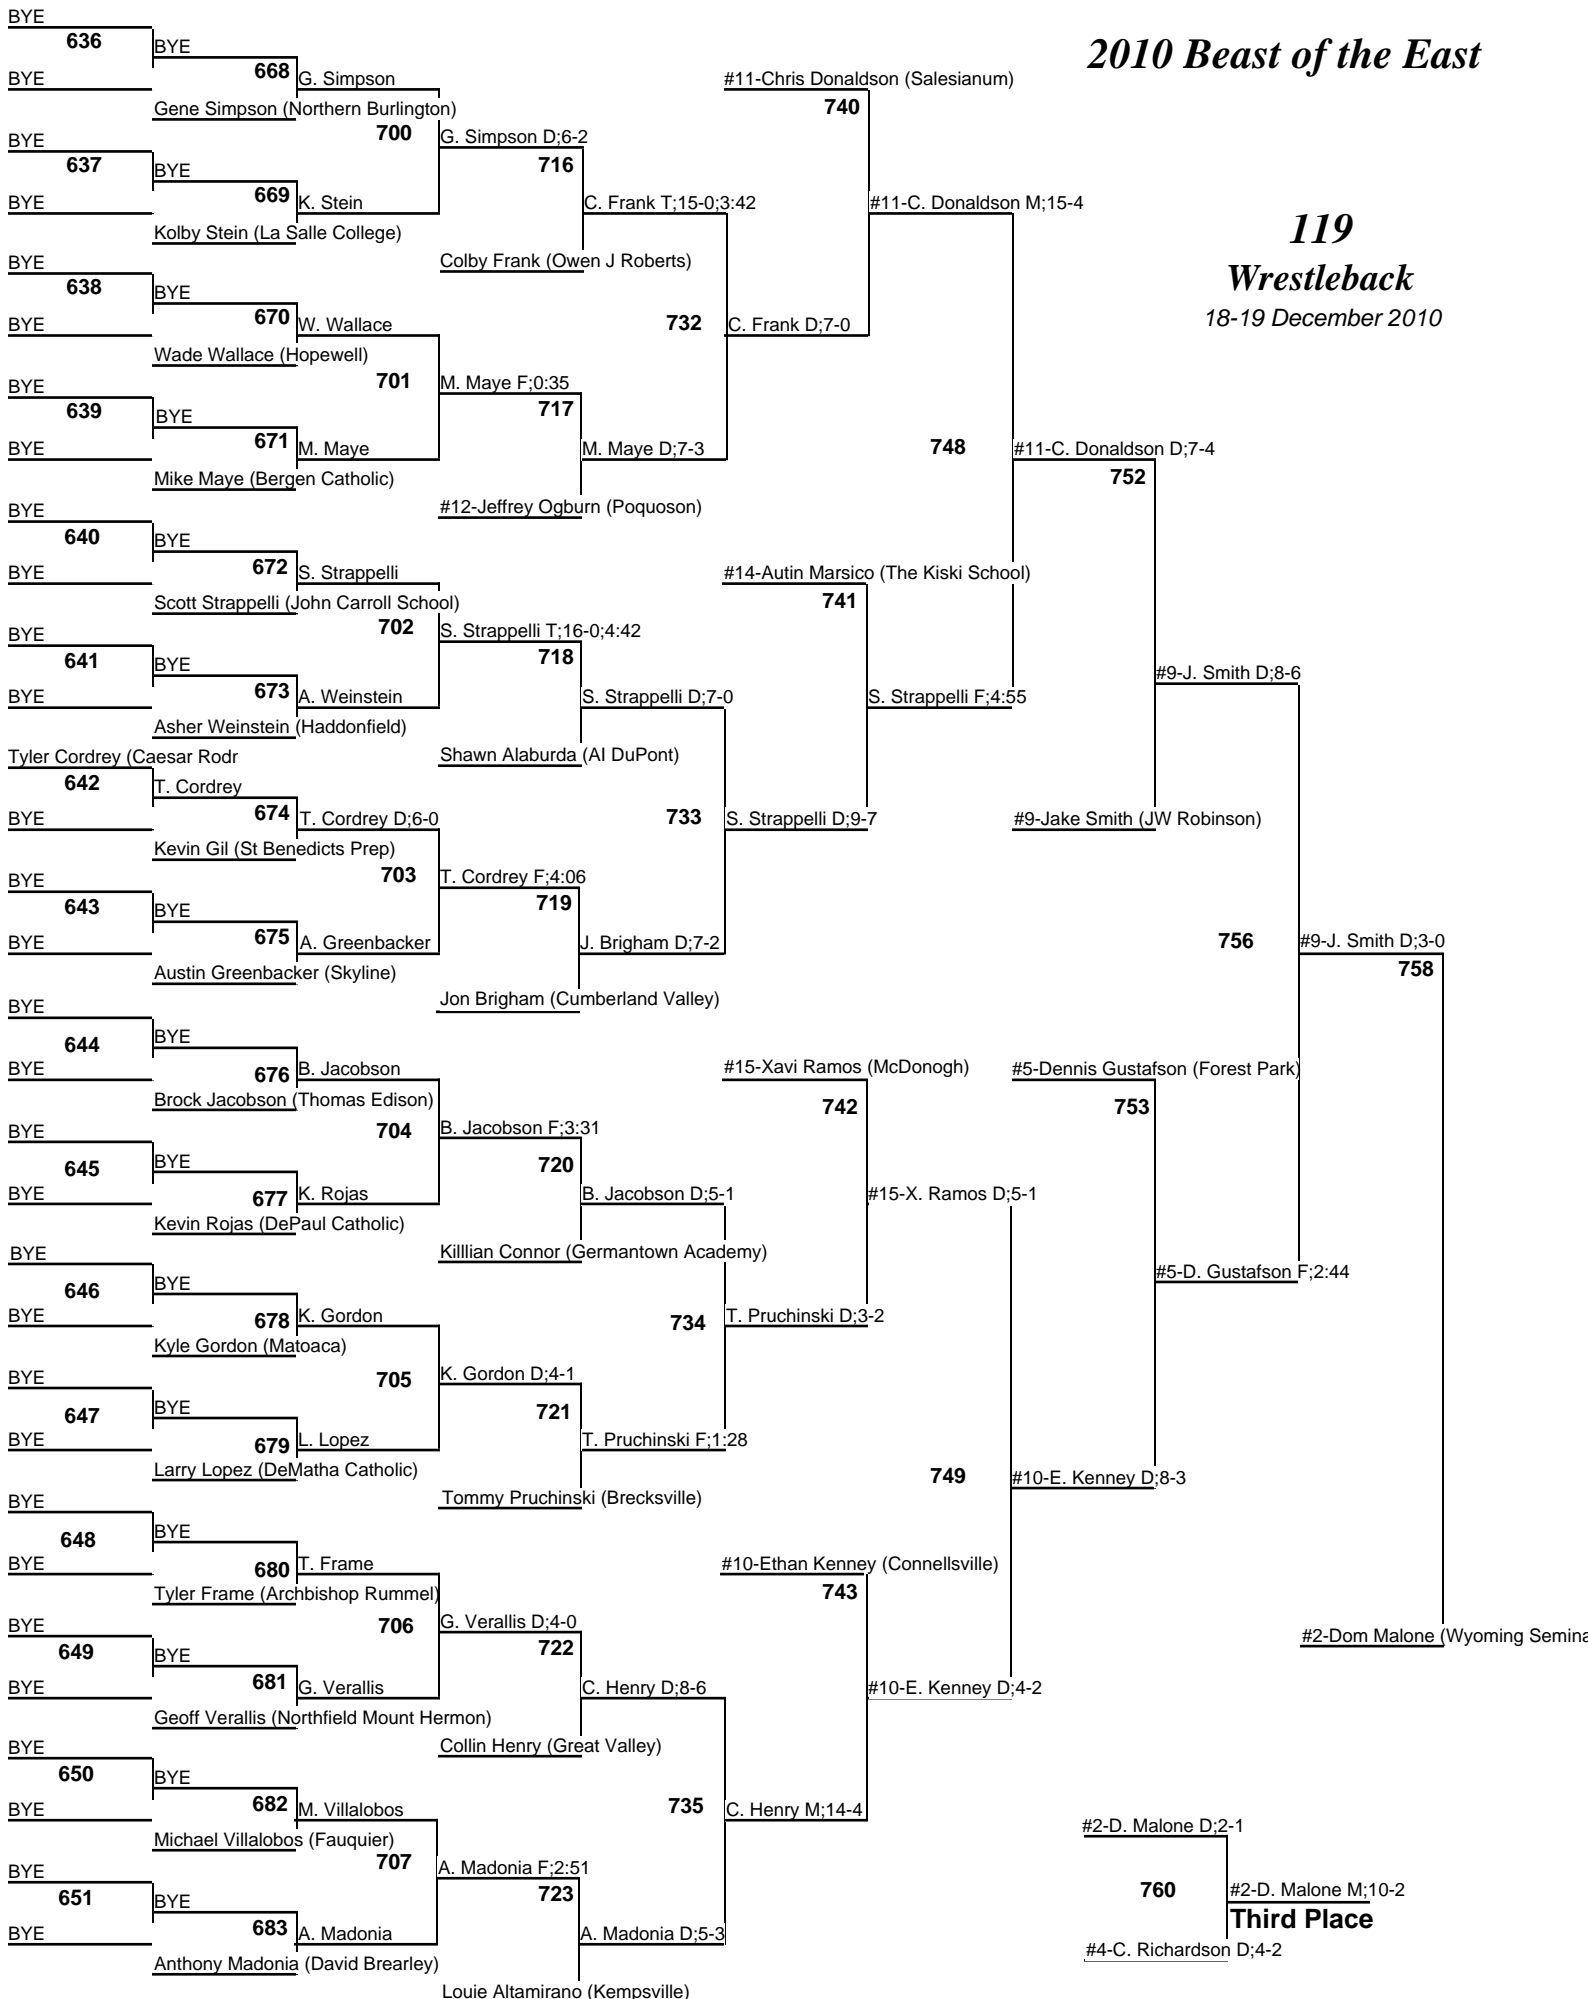 BYE
2010 Beast of the East
636
BYE
668
G. Simpson
#11-Chris Donaldson (Salesianum)
BYE
Gene Simpson (Northern Burlington)
740
700
G. Simpson D;6-2
BYE
637
BYE
716
669
K. Stein
C. Frank T;15-0;3:42
#11-C. Donaldson M;15-4
BYE
Kolby Stein (La Salle College)
119
BYE
Colby Frank (Owen J Roberts)
Wrestleback
638
BYE
18-19 December 2010
670
W. Wallace
732
C. Frank D;7-0
BYE
Wade Wallace (Hopewell)
701
M. Maye F;0:35
BYE
639
BYE
717
671
M. Maye
M. Maye D;7-3
748
#11-C. Donaldson D;7-4
BYE
Mike Maye (Bergen Catholic)
752
#12-Jeffrey Ogburn (Poquoson)
BYE
640
BYE
672
S. Strappelli
#14-Autin Marsico (The Kiski School)
BYE
Scott Strappelli (John Carroll School)
741
702
S. Strappelli T;16-0;4:42
BYE
641
BYE
718
#9-J. Smith D;8-6
673
A. Weinstein
S. Strappelli D;7-0
S. Strappelli F;4:55
BYE
Asher Weinstein (Haddonfield)
Tyler Cordrey (Caesar Rodr
Shawn Alaburda (AI DuPont)
642
T. Cordrey
674
T. Cordrey D;6-0
733
S. Strappelli D;9-7
#9-Jake Smith (JW Robinson)
BYE
Kevin Gil (St Benedicts Prep)
703
T. Cordrey F;4:06
BYE
643
BYE
719
675
A. Greenbacker
J. Brigham D;7-2
756
#9-J. Smith D;3-0
BYE
Austin Greenbacker (Skyline)
758
Jon Brigham (Cumberland Valley)
BYE
644
BYE
676
B. Jacobson
#15-Xavi Ramos (McDonogh)
#5-Dennis Gustafson (Forest Park)
BYE
Brock Jacobson (Thomas Edison)
742
753
704
B. Jacobson F;3:31
BYE
645
BYE
720
677
K. Rojas
B. Jacobson D;5-1
#15-X. Ramos D;5-1
BYE
Kevin Rojas (DePaul Catholic)
BYE
Killlian Connor (Germantown Academy)
#5-D. Gustafson F;2:44
646
BYE
678
K. Gordon
734
T. Pruchinski D;3-2
BYE
Kyle Gordon (Matoaca)
705
K. Gordon D;4-1
BYE
647
BYE
721
679
L. Lopez
T. Pruchinski F;1:28
BYE
Larry Lopez (DeMatha Catholic)
749
#10-E. Kenney D;8-3
BYE
Tommy Pruchinski (Brecksville)
648
BYE
680
T. Frame
#10-Ethan Kenney (Connellsville)
BYE
Tyler Frame (Archbishop Rummel)
743
706
G. Verallis D;4-0
BYE
649
BYE
722
#2-Dom Malone (Wyoming Semina
681
G. Verallis
C. Henry D;8-6
#10-E. Kenney D;4-2
BYE
Geoff Verallis (Northfield Mount Hermon)
BYE
Collin Henry (Great Valley)
650
BYE
682
M. Villalobos
735
C. Henry M;14-4
BYE
#2-D. Malone D;2-1
Michael Villalobos (Fauquier)
707
A. Madonia F;2:51
BYE
651
BYE
723
760
#2-D. Malone M;10-2
Third Place
683
A. Madonia
A. Madonia D;5-3
BYE
#4-C. Richardson D;4-2
Anthony Madonia (David Brearley)
Louie Altamirano (Kempsville)